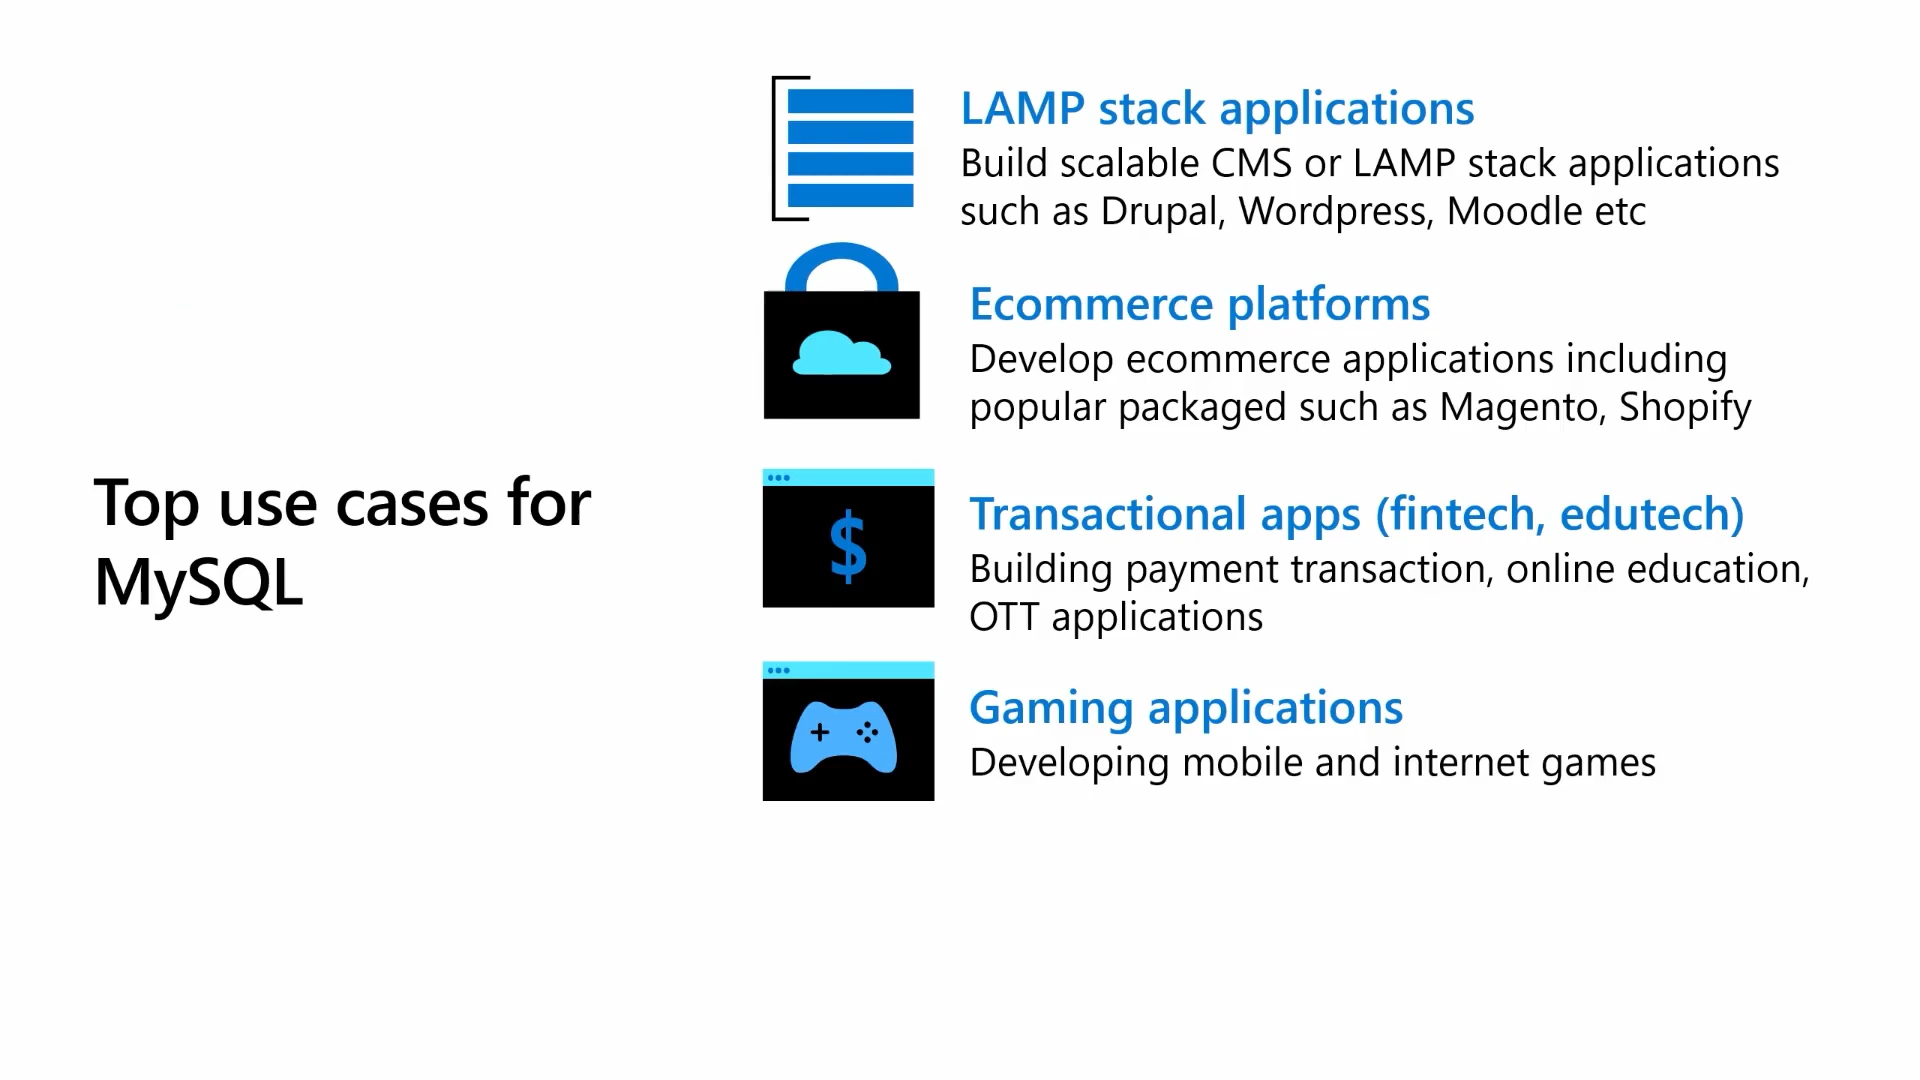 Top use cases for
MySQL
LAMP stack applications
Build scalable CMS or LAMP stack applications
such as Drupal, Wordpress, Moodle etc
Ecommerce platforms
Develop ecommerce applications including
popular packaged such as Magento, Shopify
$
Transactional apps (fintech, edutech)
Building payment transaction, online education,
OTT applications
Gaming applications
Developing mobile and internet games